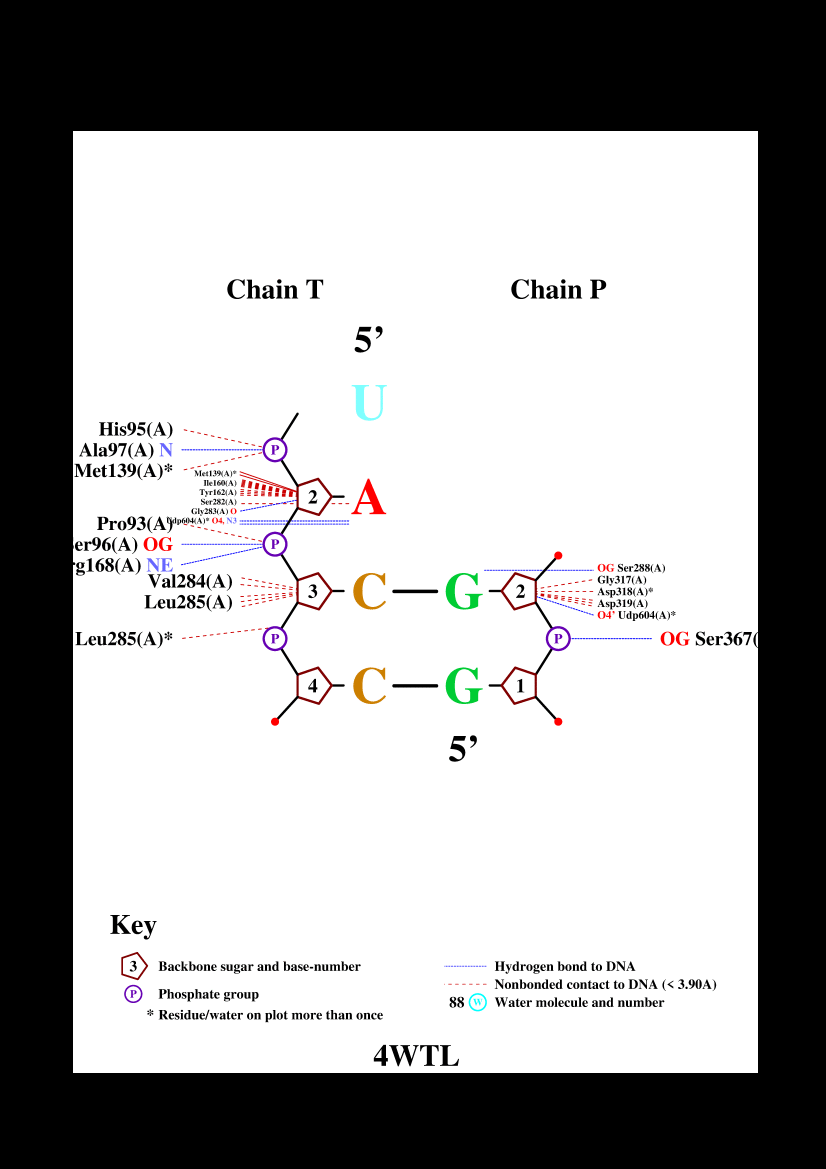 Chain T Chain P
5’
U
His95(A)
P
Ala97(A) N
Met139(A)*
Met139(A)*
Ile160(A)
Tyr162(A)
Ser282(A)
Gly283(A) O
Udp604(A)* O4, N3
2 A
Pro93(A)
er96(A) OG
P
rg168(A) NE
Val284(A)
Leu285(A)
3 C G 2
OG Ser288(A)
Gly317(A)
Asp318(A)*
Asp319(A)
O4’ Udp604(A)*
Leu285(A)* P P OG Ser367(
4 C G 1
5’
Key
3 Backbone sugar and base-number
P Phosphate group
* Residue/water on plot more than once
Hydrogen bond to DNA
Nonbonded contact to DNA (< 3.90A)
88 W Water molecule and number
4WTL